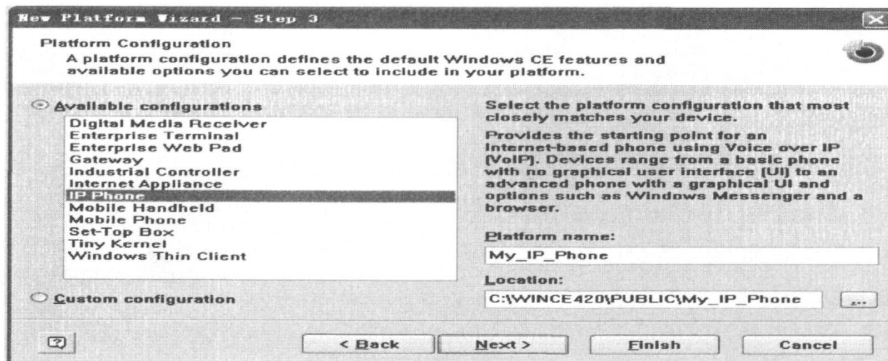 New Platform Wizard - Step 3
Platform Configuration
A platform configuration defines the default Windows CE features and
available options you can select to include in your platform.
Available configurations
Digital Media Receiver
Enterprise Terminal
Enterprise Web Pad
Gateway
Industrial Controller
Internet Appliance
IP Phone
Mobile Handheld
Mobile Phone
Set-Top Box
Tiny Kernel
Windows Thin Client
Custom configuration
Select the platform configuration that most
closely matches your device.
Provides the starting point for an
Internet-based phone using Voice over IP
(VoIP). Devices range from a basic phone
with no graphical user interface (UI) to an
advanced phone with a graphical UI and
options such as Windows Messenger and a
browser.
Platform name:
My_IP_Phone
Location:
C:\WINCE420\PUBLIC\My_IP_Phone
...
?
< Back
Next >
Finish
Cancel